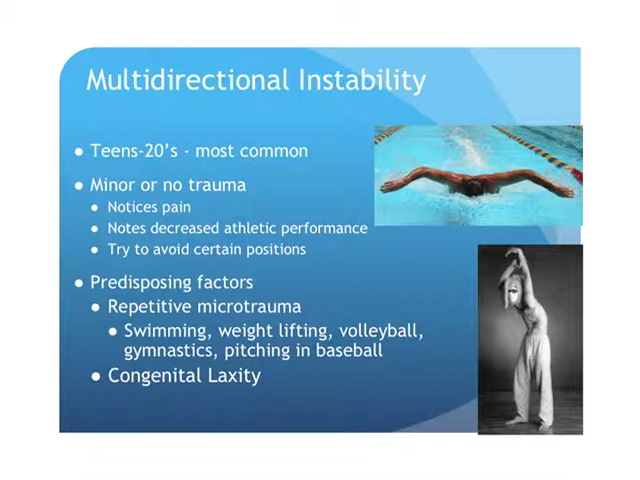 Multidirectional Instability
● Teens-20's - most common
● Minor or no trauma
● Notices pain
● Notes decreased athletic performance
● Try to avoid certain positions
● Predisposing factors
● Repetitive microtrauma
● Swimming, weight lifting, volleyball,
gymnastics, pitching in baseball
● Congenital Laxity